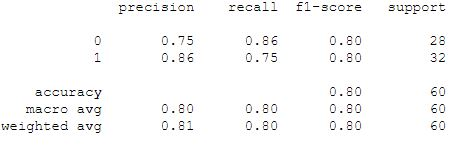 precision recall f1-score support
0 0.75 0.86 0.80 28
1 0.86 0.75 0.80 32
accuracy 0.80 60
macro avg 0.80 0.80 0.80 60
weighted avg 0.81 0.80 0.80 60